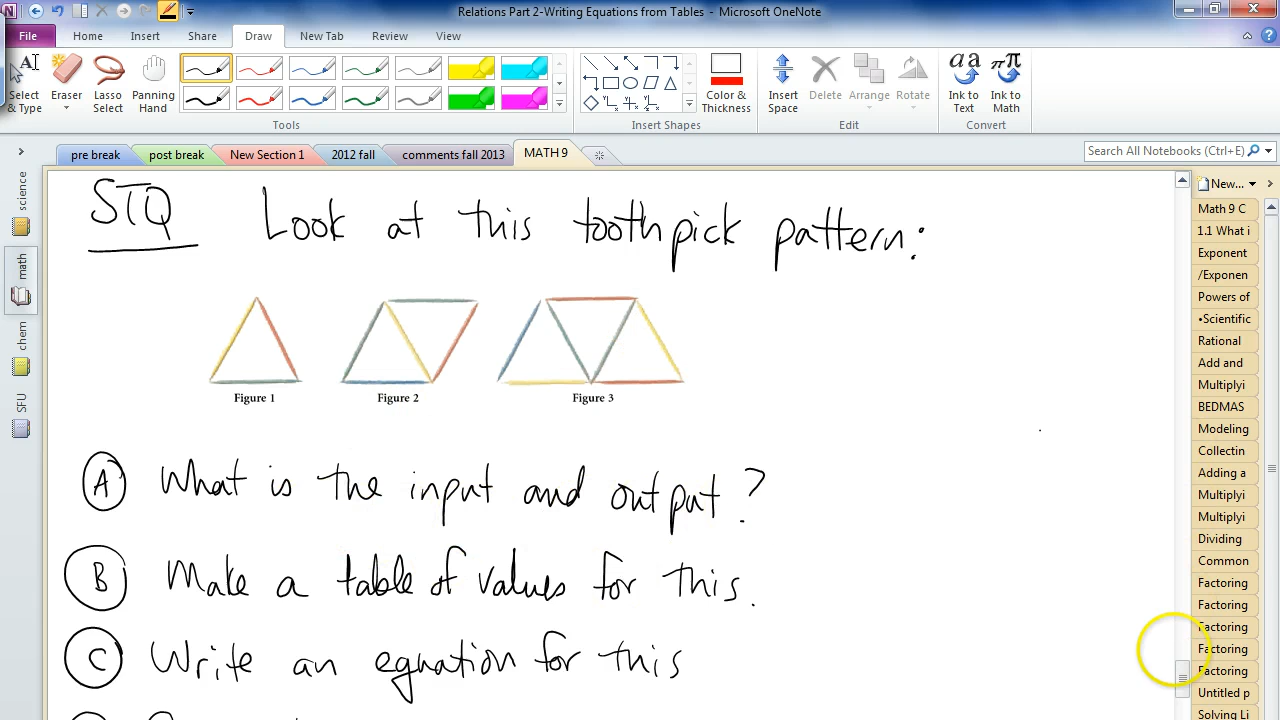 Relations Part 2-Writing Equations from Tables - Microsoft OneNote
File Home Insert Share Draw New Tab Review View
Select & Type
Eraser
Lasso Select
Panning Hand
Color & Thickness
Insert Space
Delete
Arrange
Rotate
Ink to Text
Ink to Math
Tools
Insert Shapes
Edit
Convert
pre break
post break
New Section 1
2012 fall
comments fall 2013
MATH 9
Search All Notebooks (Ctrl+E)
science
math
chem
SFU
STQ Look at this toothpick pattern:
Figure 1 Figure 2 Figure 3
A What is the input and output?
B Make a table of values for this.
C Write an equation for this
New...
Math 9 C
1.1 What i
Exponent
/Exponen
Powers of
•Scientific
Rational
Add and
Multiplyi
BEDMAS
Modeling
Collectin
Adding a
Multiplyi
Multiplyi
Dividing
Common
Factoring
Factoring
Factoring
Factoring
Factoring
Untitled p
Solving Li